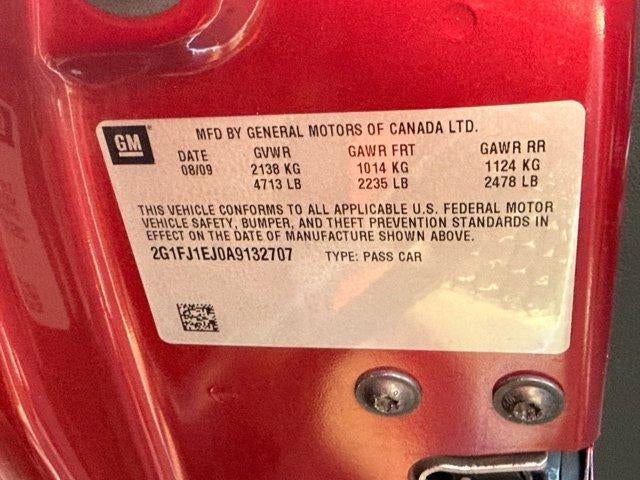 GM
MFD BY GENERAL MOTORS OF CANADA LTD.
DATE GVWR GAWR FRT GAWR RR
08/09 2138 KG 1014 KG 1124 KG
4713 LB 2235 LB 2478 LB
THIS VEHICLE CONFORMS TO ALL APPLICABLE U.S. FEDERAL MOTOR
VEHICLE SAFETY, BUMPER, AND THEFT PREVENTION STANDARDS IN
EFFECT ON THE DATE OF MANUFACTURE SHOWN ABOVE.
2G1FJ1EJ0A9132707 TYPE: PASS CAR